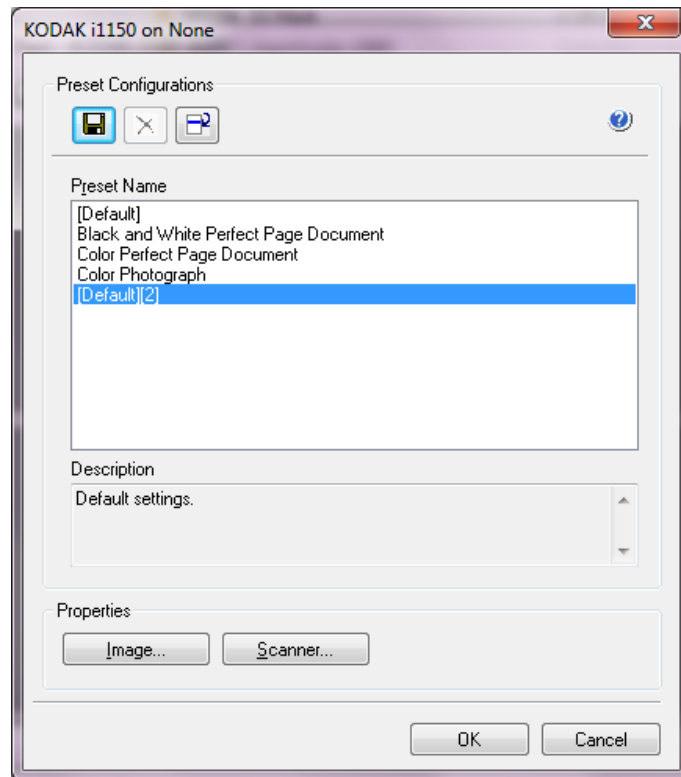 KODAK i1150 on None
Preset Configurations
Preset Name
[Default]
Black and White Perfect Page Document
Color Perfect Page Document
Color Photograph
[Default][2]
Description
Default settings.
Properties
Image...
Scanner...
OK
Cancel